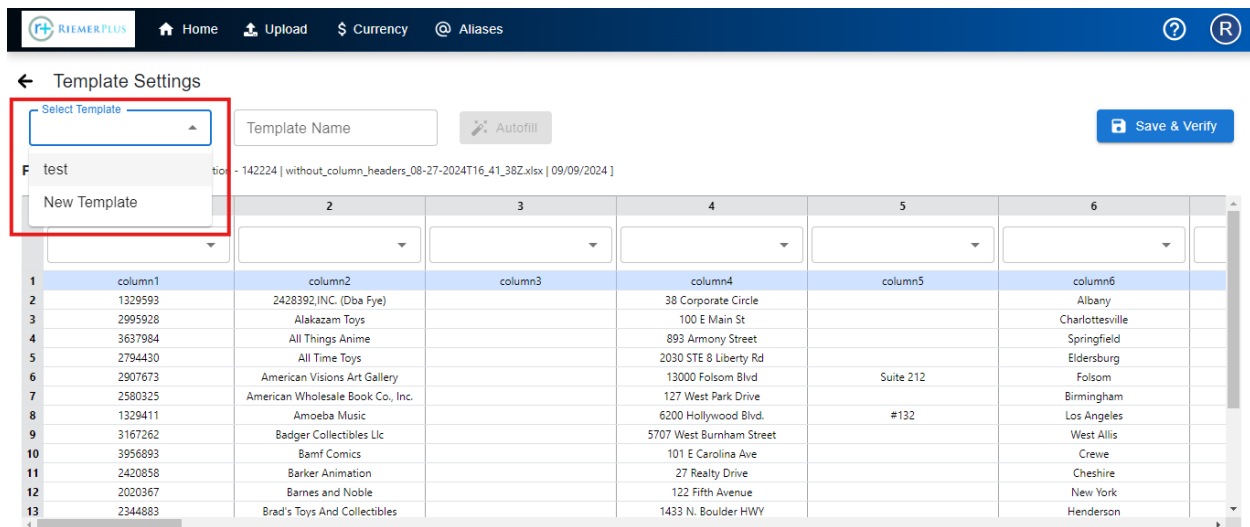 r+ RIEMERPLUS Home Upload $ Currency @ Aliases ? R
Template Settings
Select Template
Template Name Autofill Save & Verify
test
F tion - 142224 | without_column_headers_08-27-2024T16_41_38Z.xlsx | 09/09/2024 ]
New Template
2 3 4 5 6
1 column1 column2 column3 column4 column5 column6
2 1329593 2428392,INC. (Dba Fye) 38 Corporate Circle Albany
3 2995928 Alakazam Toys 100 E Main St Charlottesville
4 3637984 All Things Anime 893 Armony Street Springfield
5 2794430 All Time Toys 2030 STE 8 Liberty Rd Eldersburg
6 2907673 American Visions Art Gallery 13000 Folsom Blvd Suite 212 Folsom
7 2580325 American Wholesale Book Co., Inc. 127 West Park Drive Birmingham
8 1329411 Amoeba Music 6200 Hollywood Blvd. #132 Los Angeles
9 3167262 Badger Collectibles Llc 5707 West Burnham Street West Allis
10 3956893 Bamf Comics 101 E Carolina Ave Crewe
11 2420858 Barker Animation 27 Realty Drive Cheshire
12 2020367 Barnes and Noble 122 Fifth Avenue New York
13 2344883 Brad's Toys And Collectibles 1433 N. Boulder HWY Henderson